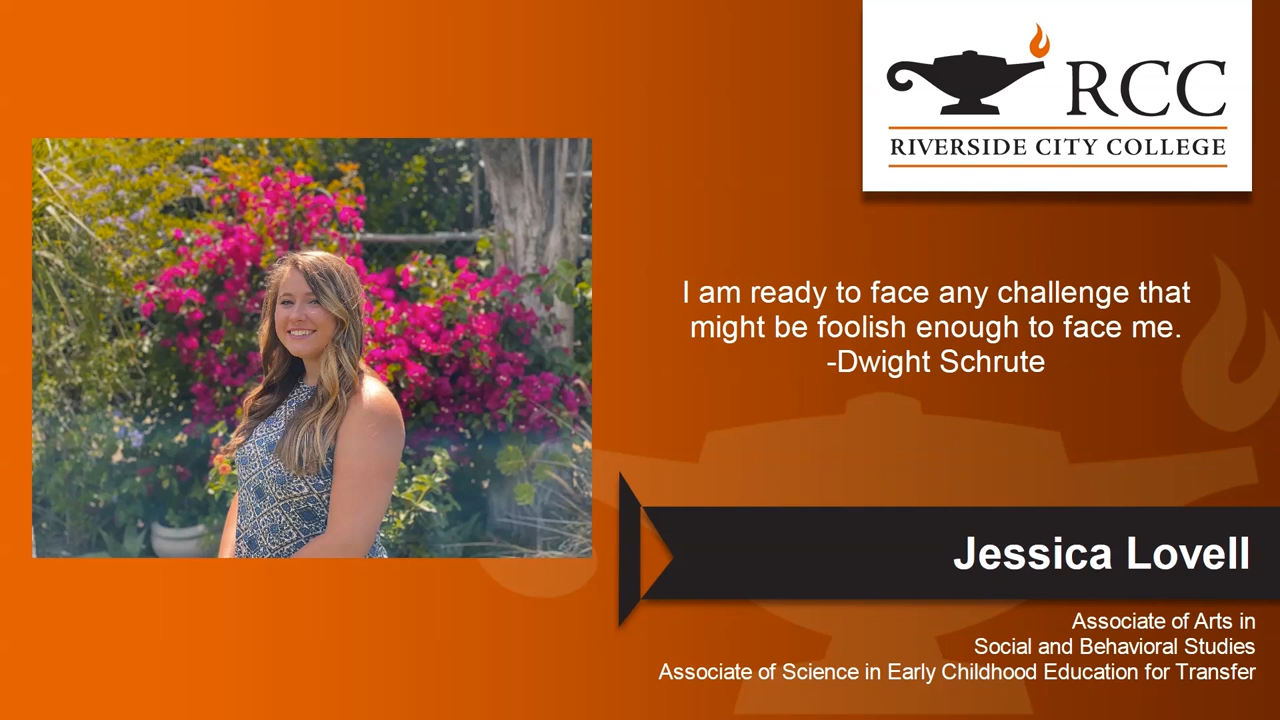 RCC
RIVERSIDE CITY COLLEGE
I am ready to face any challenge that
might be foolish enough to face me.
-Dwight Schrute
Jessica Lovell
Associate of Arts in
Social and Behavioral Studies
Associate of Science in Early Childhood Education for Transfer